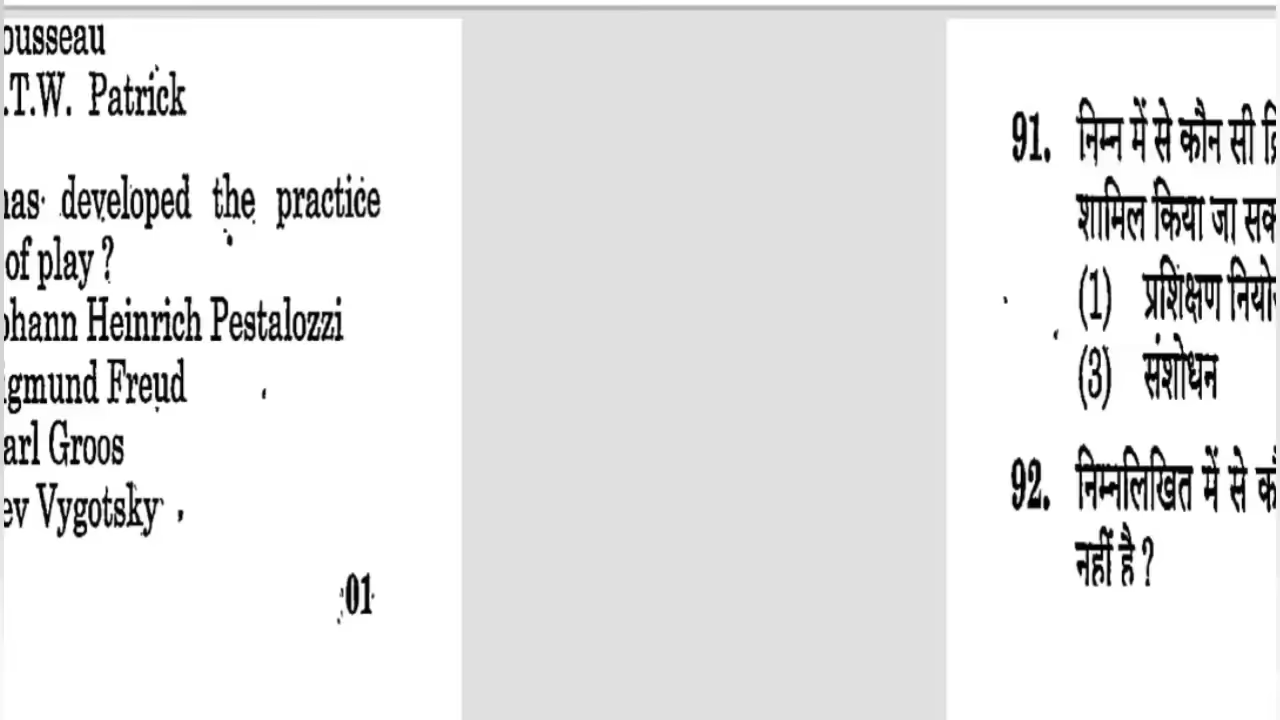 ousseau
.T.W. Patrick
has developed the practice
of play ?
ohann Heinrich Pestalozzi
igmund Freud
arl Groos
ev Vygotsky
01
91. निम्न में से कौन सी
शामिल किया जा सक
(1) प्रशिक्षण नियो
(3) संशोधन
92. निम्नलिखित में से कौ
नहीं है ?